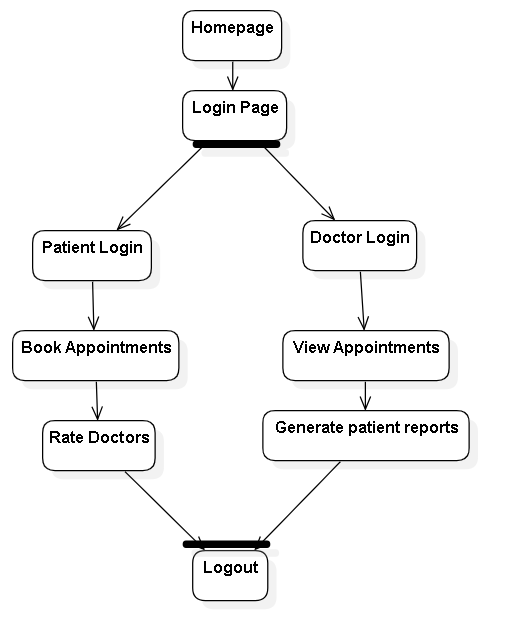 Homepage
Login Page
Patient Login
Doctor Login
Book Appointments
View Appointments
Rate Doctors
Generate patient reports
Logout